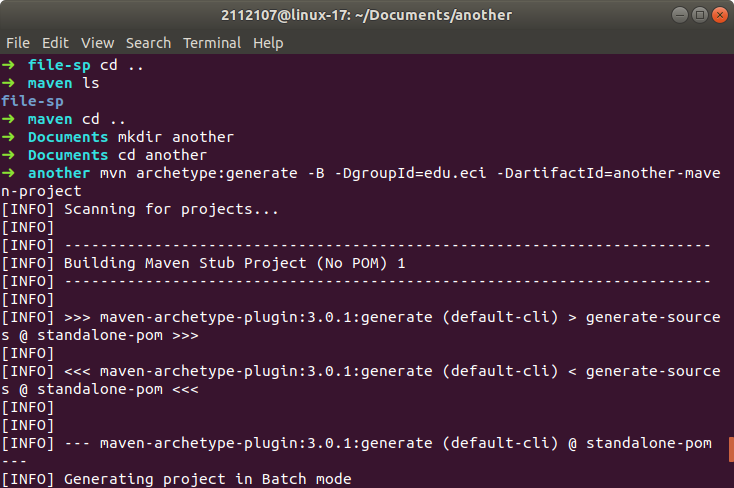 2112107@linux-17: ~/Documents/another
File Edit View Search Terminal Help
➜ file-sp cd ..
➜ maven ls
file-sp
➜ maven cd ..
➜ Documents mkdir another
➜ Documents cd another
➜ another mvn archetype:generate -B -DgroupId=edu.eci -DartifactId=another-mave
n-project
[INFO] Scanning for projects...
[INFO]
[INFO] ------------------------------------------------------------------------
[INFO] Building Maven Stub Project (No POM) 1
[INFO] ------------------------------------------------------------------------
[INFO]
[INFO] >>> maven-archetype-plugin:3.0.1:generate (default-cli) > generate-source
s @ standalone-pom >>>
[INFO]
[INFO] <<< maven-archetype-plugin:3.0.1:generate (default-cli) < generate-source
s @ standalone-pom <<<
[INFO]
[INFO]
[INFO] --- maven-archetype-plugin:3.0.1:generate (default-cli) @ standalone-pom
---
[INFO] Generating project in Batch mode